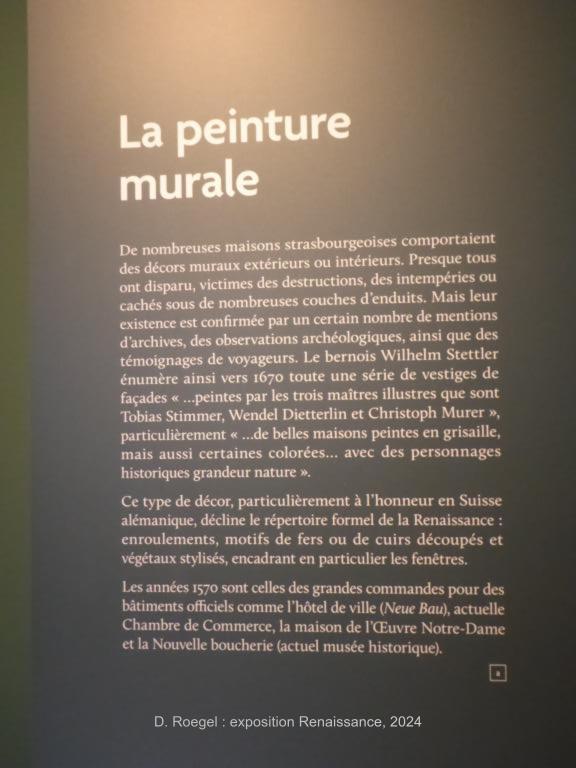 La peinture
murale
De nombreuses maisons strasbourgeoises comportaient
des décors muraux extérieurs ou intérieurs. Presque tous
ont disparu, victimes des destructions, des intempéries ou
cachés sous de nombreuses couches d'enduits. Mais leur
existence est confirmée par un certain nombre de mentions
d'archives, des observations archéologiques, ainsi que des
témoignages de voyageurs. Le bernois Wilhelm Stettler
énumère ainsi vers 1670 toute une série de vestiges de
façades « ...peintes par les trois maîtres illustres que sont
Tobias Stimmer, Wendel Dietterlin et Christoph Murer »,
particulièrement « ...de belles maisons peintes en grisaille,
mais aussi certaines colorées... avec des personnages
historiques grandeur nature ».
Ce type de décor, particulièrement à l'honneur en Suisse
alémanique, décline le répertoire formel de la Renaissance :
enroulements, motifs de fers ou de cuirs découpés et
végétaux stylisés, encadrant en particulier les fenêtres.
Les années 1570 sont celles des grandes commandes pour des
bâtiments officiels comme l'hôtel de ville (Neue Bau), actuelle
Chambre de Commerce, la maison de l'Œuvre Notre-Dame
et la Nouvelle boucherie (actuel musée historique).
D. Roegel : exposition Renaissance, 2024